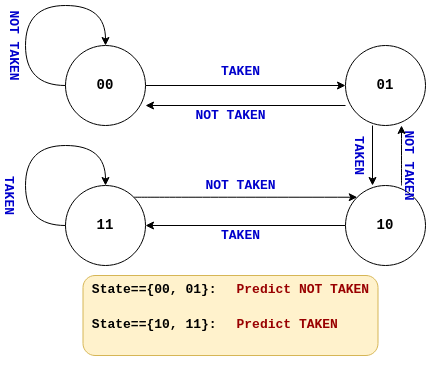 NOT TAKEN
00
TAKEN
01
NOT TAKEN
TAKEN
NOT TAKEN
TAKEN
NOT TAKEN
11
10
TAKEN
State=={00, 01}: Predict NOT TAKEN
State=={10, 11}: Predict TAKEN